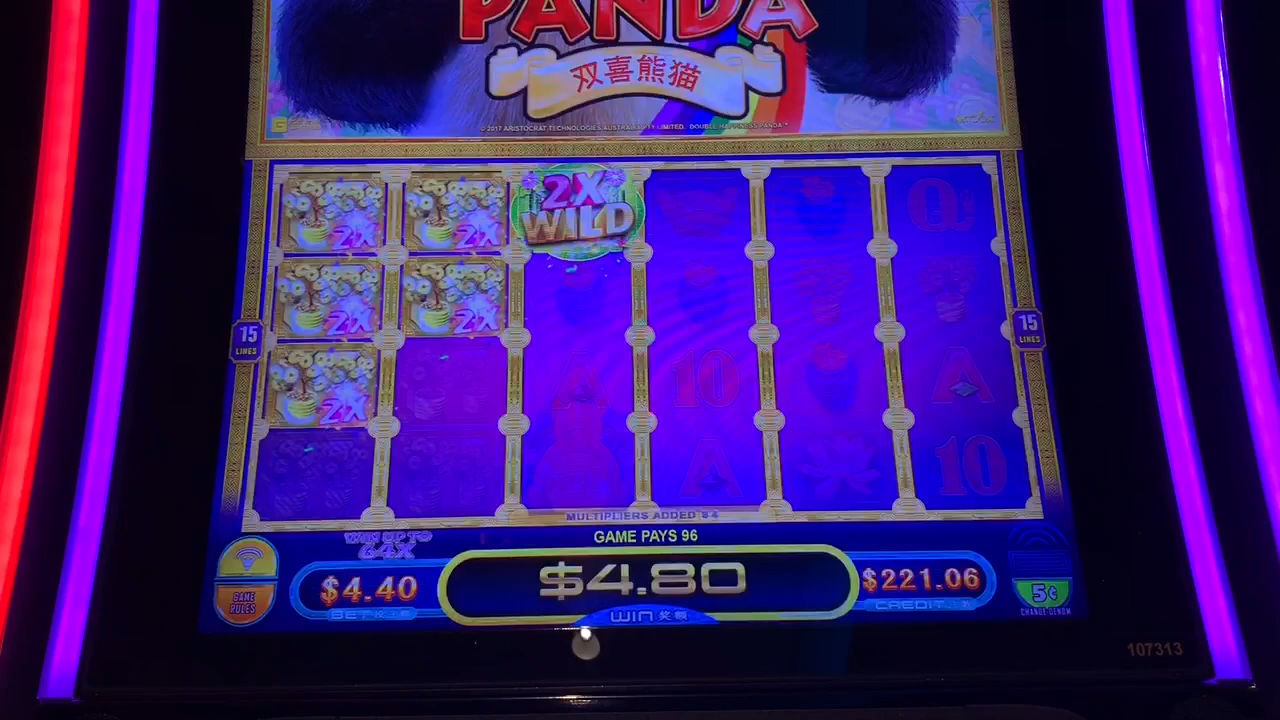 PANDA
双喜熊猫
© 2017 ARISTOCRAT TECHNOLOGIES AUSTRALIA PTY LIMITED. DOUBLE HAPPINESS PANDA
2X 2X 2X WILD Q
2X 2X
15 LINES 15 LINES
2X A 10 A
A 10
MULTIPLIERS ADDED
WIN UP TO 64X
GAME PAYS 96
GAME RULES $4.40 $4.80 $221.06 5¢
BET WIN CREDIT CHANGE DENOM
107313